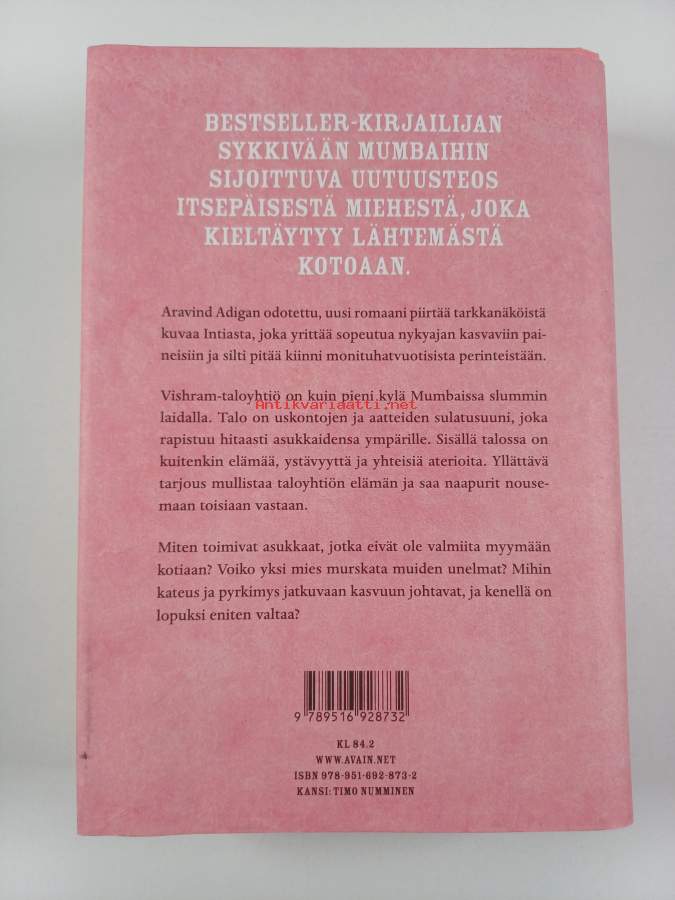 BESTSELLER-KIRJAILIJAN
SYKKIVÄÄN MUMBAIHIN
SIJOITTUVA UUTUUSTEOS
ITSEPÄISESTÄ MIEHESTÄ, JOKA
KIELTÄYTYY LÄHTEMÄSTÄ
KOTOAAN.
Aravind Adigan odotettu, uusi romaani piirtää tarkkanäköistä
kuvaa Intiasta, joka yrittää sopeutua nykyajan kasvaviin pai-
neisiin ja silti pitää kiinni monituhatvuotisista perinteistään.
Vishram-taloyhtiö on kuin pieni kylä Mumbaissa slummin
Antikvariaatti.net
laidalla. Talo on uskontojen ja aatteiden sulatusuuni, joka
rapistuu hitaasti asukkaidensa ympärille. Sisällä talossa on
kuitenkin elämää, ystävyyttä ja yhteisiä aterioita. Yllättävä
tarjous mullistaa taloyhtiön elämän ja saa naapurit nouse-
maan toisiaan vastaan.
Miten toimivat asukkaat, jotka eivät ole valmiita myymään
kotiaan? Voiko yksi mies murskata muiden unelmat? Mihin
kateus ja pyrkimys jatkuvaan kasvuun johtavat, ja kenellä on
lopuksi eniten valtaa?
9 789516 928732
KL 84.2
WWW.AVAIN.NET
ISBN 978-951-692-873-2
KANSI: TIMO NUMMINEN